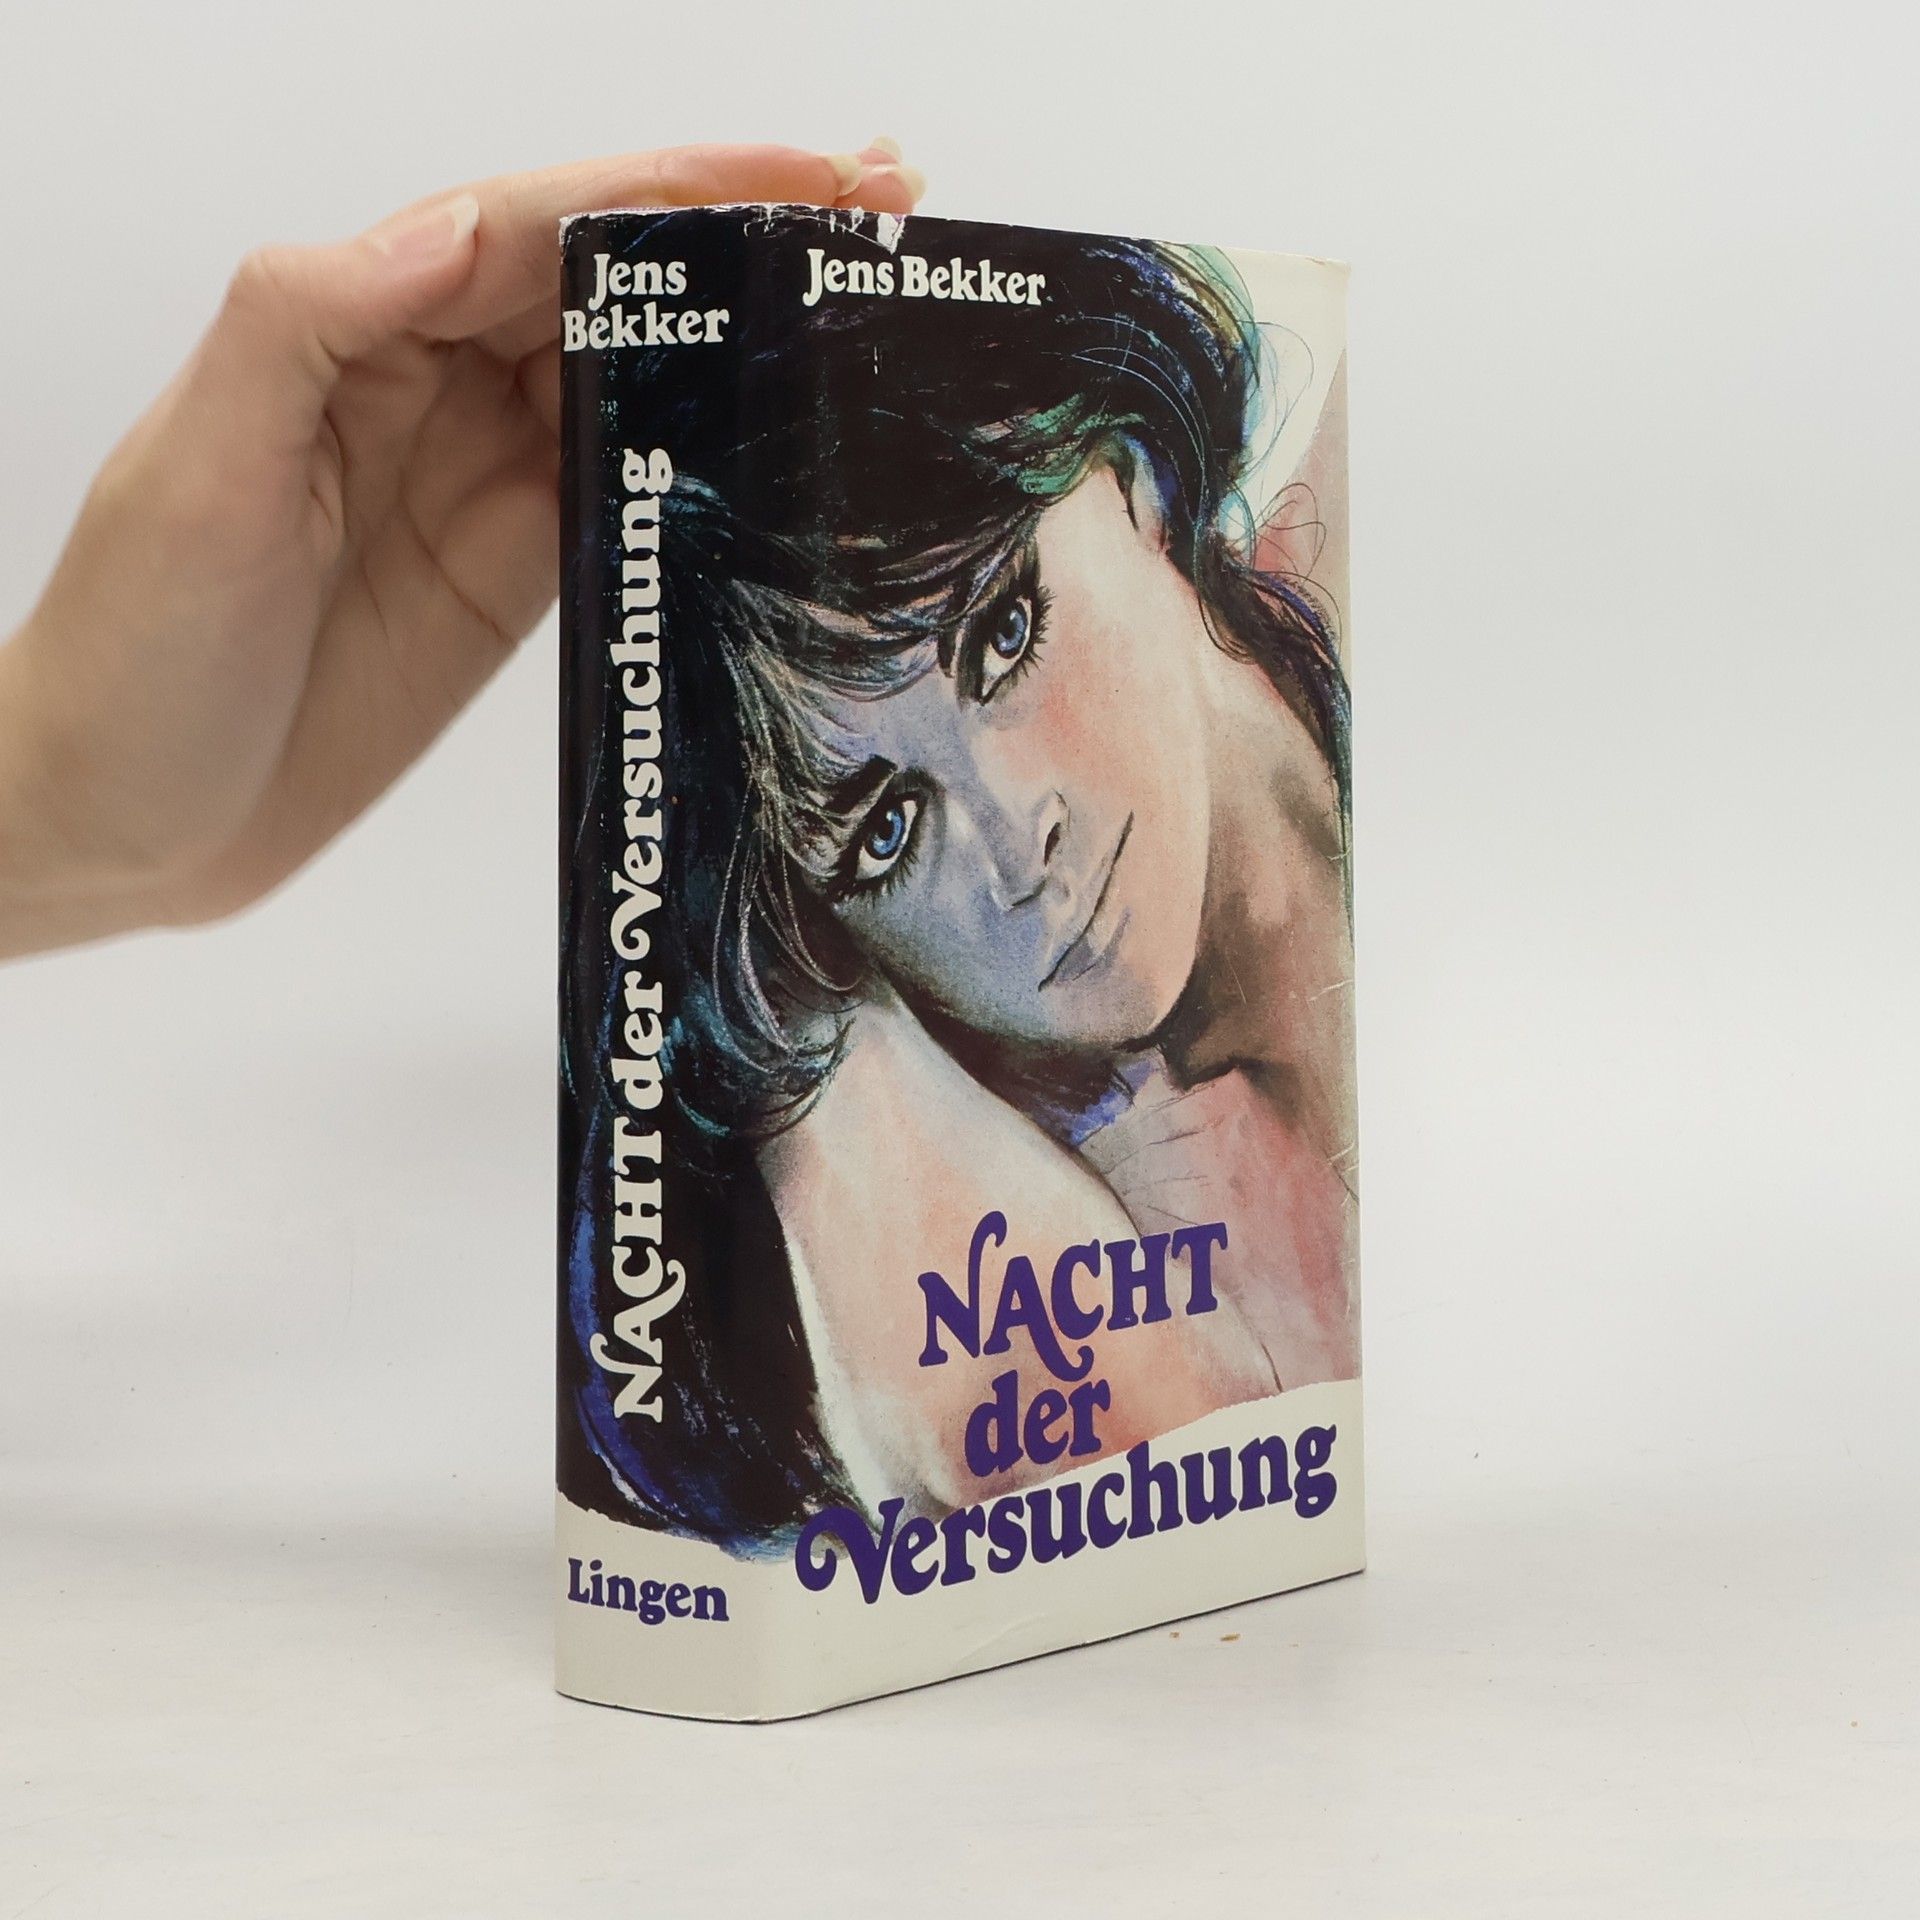 Jens
Bekker
NACHT der Versuchung
Lingen
Jens Bekker
NACHT
der
Versuchung